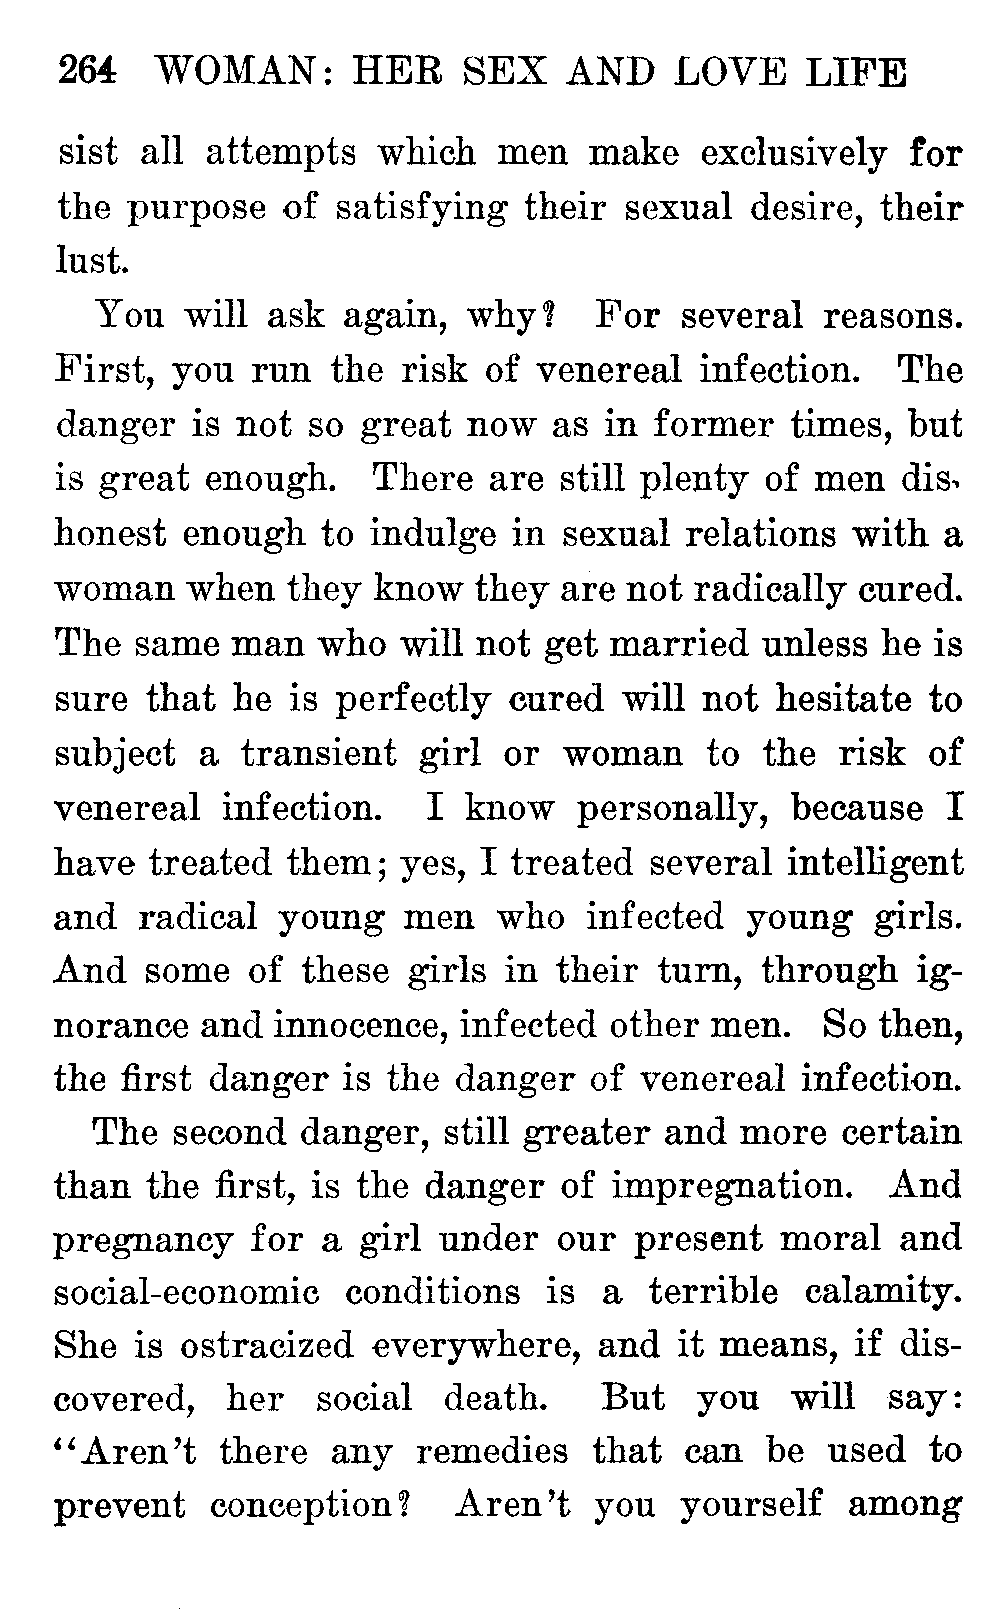 264 WOMAN: HER SEX AND LOVE LIFE
sist all attempts which men make exclusively for
the purpose of satisfying their sexual desire, their
lust.
You will ask again, why? For several reasons.
First, you run the risk of venereal infection. The
danger is not so great now as in former times, but
is great enough. There are still plenty of men dis-
honest enough to indulge in sexual relations with a
woman when they know they are not radically cured.
The same man who will not get married unless he is
sure that he is perfectly cured will not hesitate to
subject a transient girl or woman to the risk of
venereal infection. I know personally, because I
have treated them; yes, I treated several intelligent
and radical young men who infected young girls.
And some of these girls in their turn, through ig-
norance and innocence, infected other men. So then,
the first danger is the danger of venereal infection.
The second danger, still greater and more certain
than the first, is the danger of impregnation. And
pregnancy for a girl under our present moral and
social-economic conditions is a terrible calamity.
She is ostracized everywhere, and it means, if dis-
covered, her social death. But you will say:
“Aren’t there any remedies that can be used to
prevent conception? Aren’t you yourself among